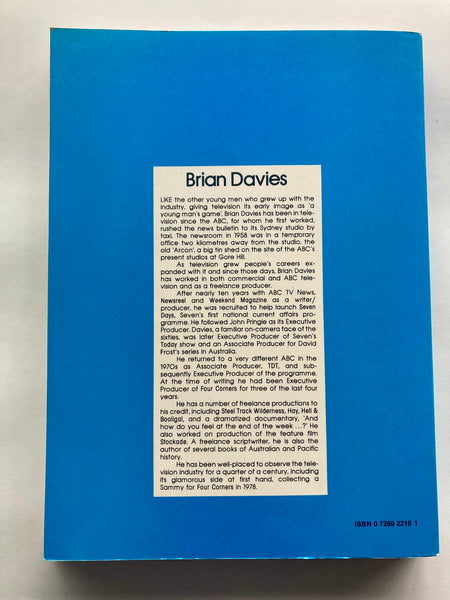 Brian Davies
LIKE the other young men who grew up with the
industry, giving television its early image as 'a
young man's game', Brian Davies has been in tele-
vision since the ABC, for whom he first worked,
rushed the news bulletin to its Sydney studio by
taxi. The newsroom in 1958 was in a temporary
office two kilometres away from the studio, the
old 'Arcon', a big tin shed on the site of the ABC's
present studios at Gore Hill.
As television grew people's careers ex-
panded with it and since those days, Brian Davies
has worked in both commercial and ABC tele-
vision and as a freelance producer.
After nearly ten years with ABC TV News,
Newsreel and Weekend Magazine as a writer/
producer, he was recruited to help launch Seven
Days, Seven's first national current affairs pro-
gramme. He followed John Pringle as its Executive
Producer. Davies, a familiar on-camera face of the
sixties, was later Executive Producer of Seven's
Today show and an Associate Producer for David
Frost's series in Australia.
He returned to a very different ABC in the
1970s as Associate Producer, TDT, and sub-
sequently Executive Producer of the programme.
At the time of writing he had been Executive
Producer of Four Corners for three of the last four
years.
He has a number of freelance productions to
his credit, including Steel Track Wilderness, Hay, Hell &
Booligal, and a dramatized documentary, 'And
how do you feel at the end of the week ...?' He
also worked on production of the feature film
Stockade. A freelance scriptwriter, he is also the
author of several books of Australian and Pacific
history.
He has been well-placed to observe the tele-
vision industry for a quarter of a century, including
its glamorous side at first hand, collecting a
Sammy for Four Corners in 1978.
ISBN 0 7269 2216 1